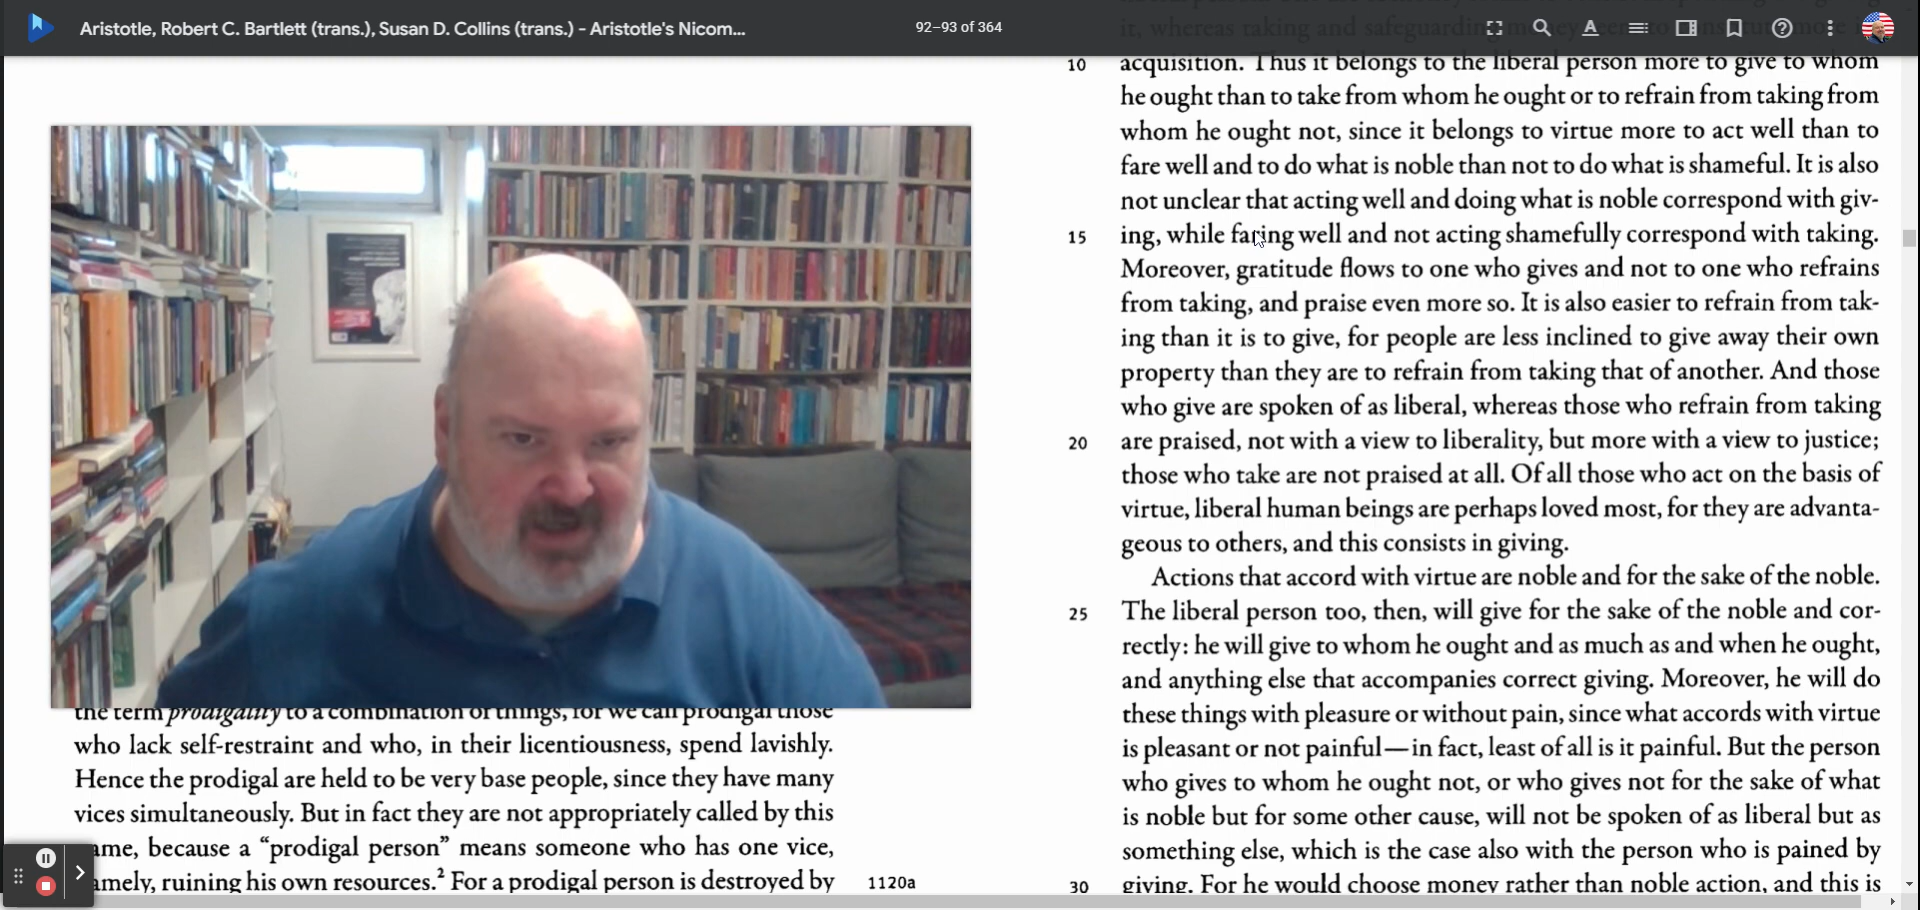 Aristotle, Robert C. Bartlett (trans.), Susan D. Collins (trans.) - Aristotle's Nicom...
92–93 of 364
the term prodigality to a combination of things, for we call prodigal those
who lack self-restraint and who, in their licentiousness, spend lavishly.
Hence the prodigal are held to be very base people, since they have many
vices simultaneously. But in fact they are not appropriately called by this
ame, because a “prodigal person” means someone who has one vice,
amely, ruining his own resources.² For a prodigal person is destroyed by
1120a
it, whereas taking and safeguarding money seem to constitute more
10 acquisition. Thus it belongs to the liberal person more to give to whom
he ought than to take from whom he ought or to refrain from taking from
whom he ought not, since it belongs to virtue more to act well than to
fare well and to do what is noble than not to do what is shameful. It is also
not unclear that acting well and doing what is noble correspond with giv-
15 ing, while faring well and not acting shamefully correspond with taking.
Moreover, gratitude flows to one who gives and not to one who refrains
from taking, and praise even more so. It is also easier to refrain from tak-
ing than it is to give, for people are less inclined to give away their own
property than they are to refrain from taking that of another. And those
who give are spoken of as liberal, whereas those who refrain from taking
20 are praised, not with a view to liberality, but more with a view to justice;
those who take are not praised at all. Of all those who act on the basis of
virtue, liberal human beings are perhaps loved most, for they are advanta-
geous to others, and this consists in giving.
Actions that accord with virtue are noble and for the sake of the noble.
25 The liberal person too, then, will give for the sake of the noble and cor-
rectly: he will give to whom he ought and as much as and when he ought,
and anything else that accompanies correct giving. Moreover, he will do
these things with pleasure or without pain, since what accords with virtue
is pleasant or not painful—in fact, least of all is it painful. But the person
who gives to whom he ought not, or who gives not for the sake of what
is noble but for some other cause, will not be spoken of as liberal but as
something else, which is the case also with the person who is pained by
30 giving. For he would choose money rather than noble action, and this is